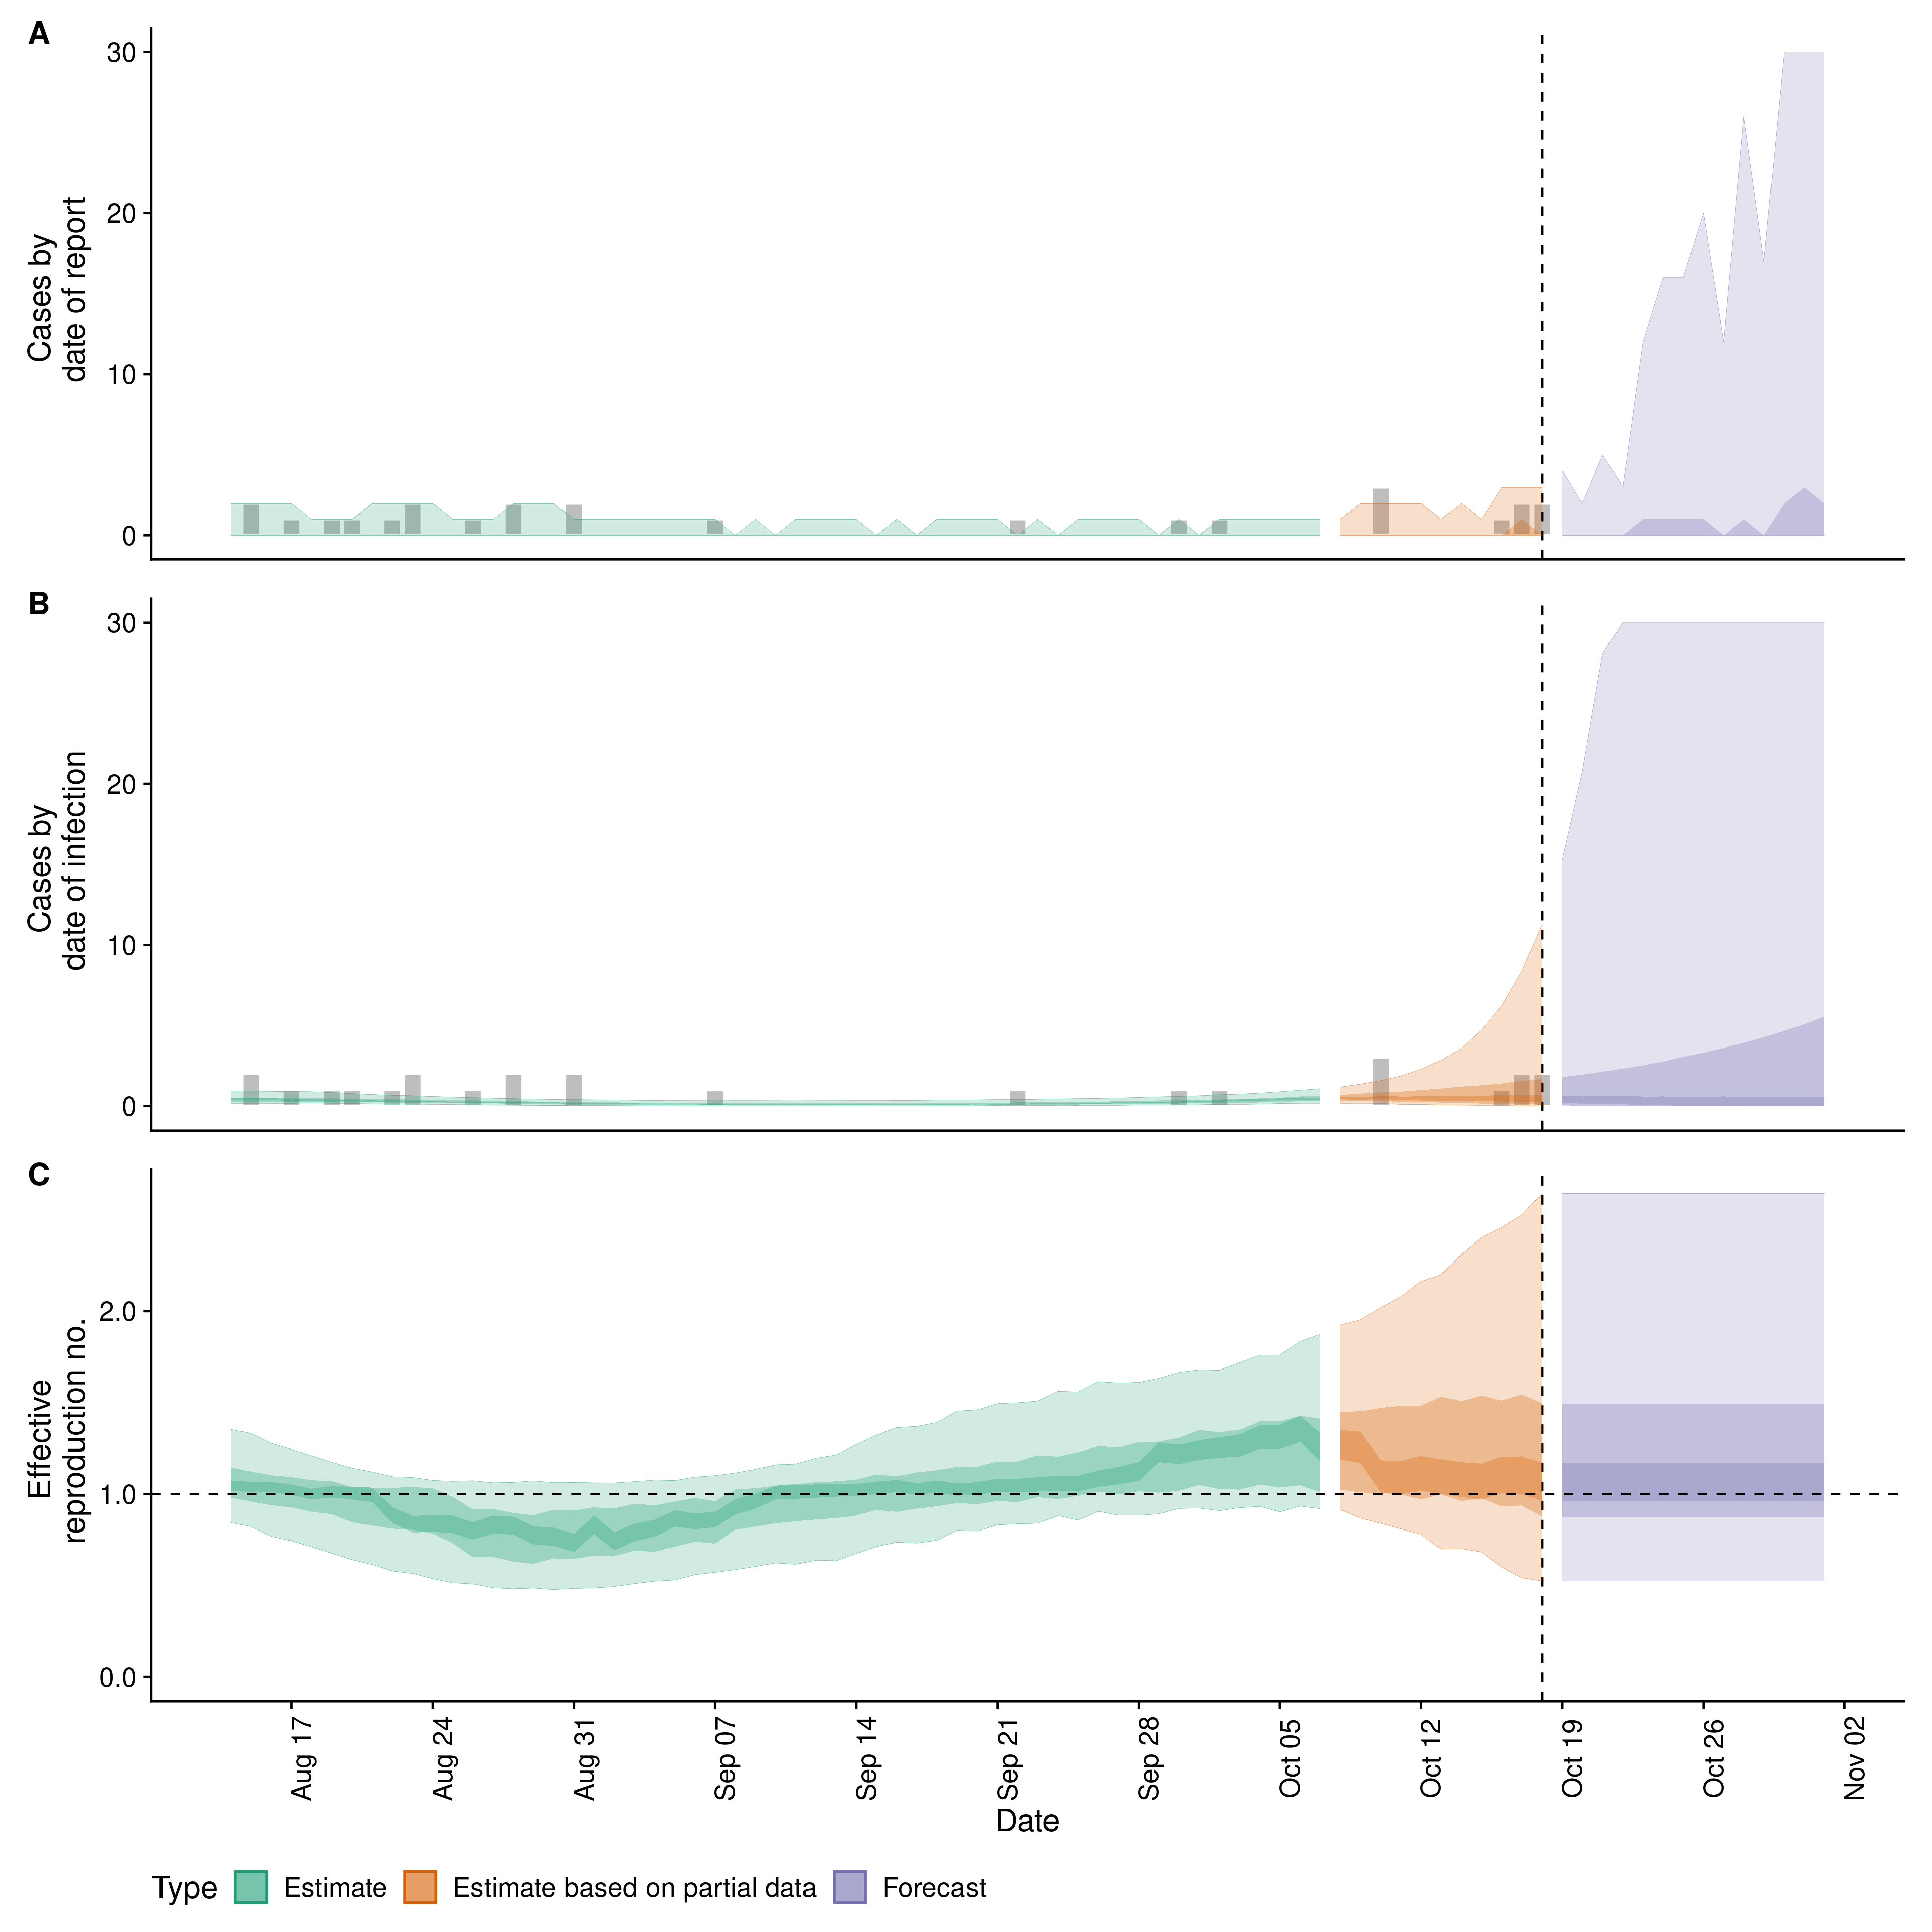 A
Cases by
date of report
30
20
10
0
B
Cases by
date of infection
30
20
10
0
C
Effective
reproduction no.
2.0
1.0
0.0
Aug 17
Aug 24
Aug 31
Sep 07
Sep 14
Sep 21
Sep 28
Oct 05
Oct 12
Oct 19
Oct 26
Nov 02
Date
Type Estimate Estimate based on partial data Forecast